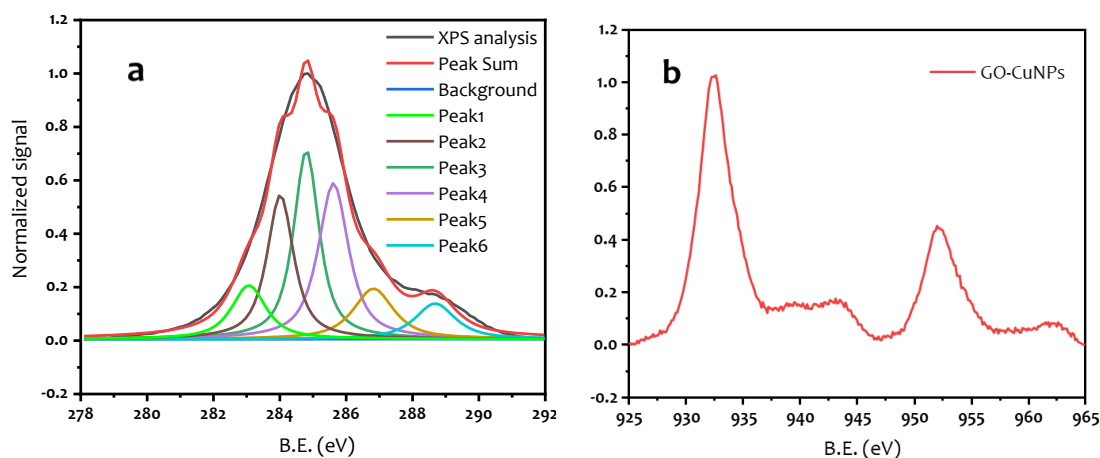 a
XPS analysis
Peak Sum
Background
Peak1
Peak2
Peak3
Peak4
Peak5
Peak6
Normalized signal
1.2
1.0
0.8
0.6
0.4
0.2
0.0
-0.2
278
280
282
284
286
288
290
292
B.E. (eV)
b
GO-CuNPs
1.2
1.0
0.8
0.6
0.4
0.2
0.0
-0.2
925
930
935
940
945
950
955
960
965
B.E. (eV)